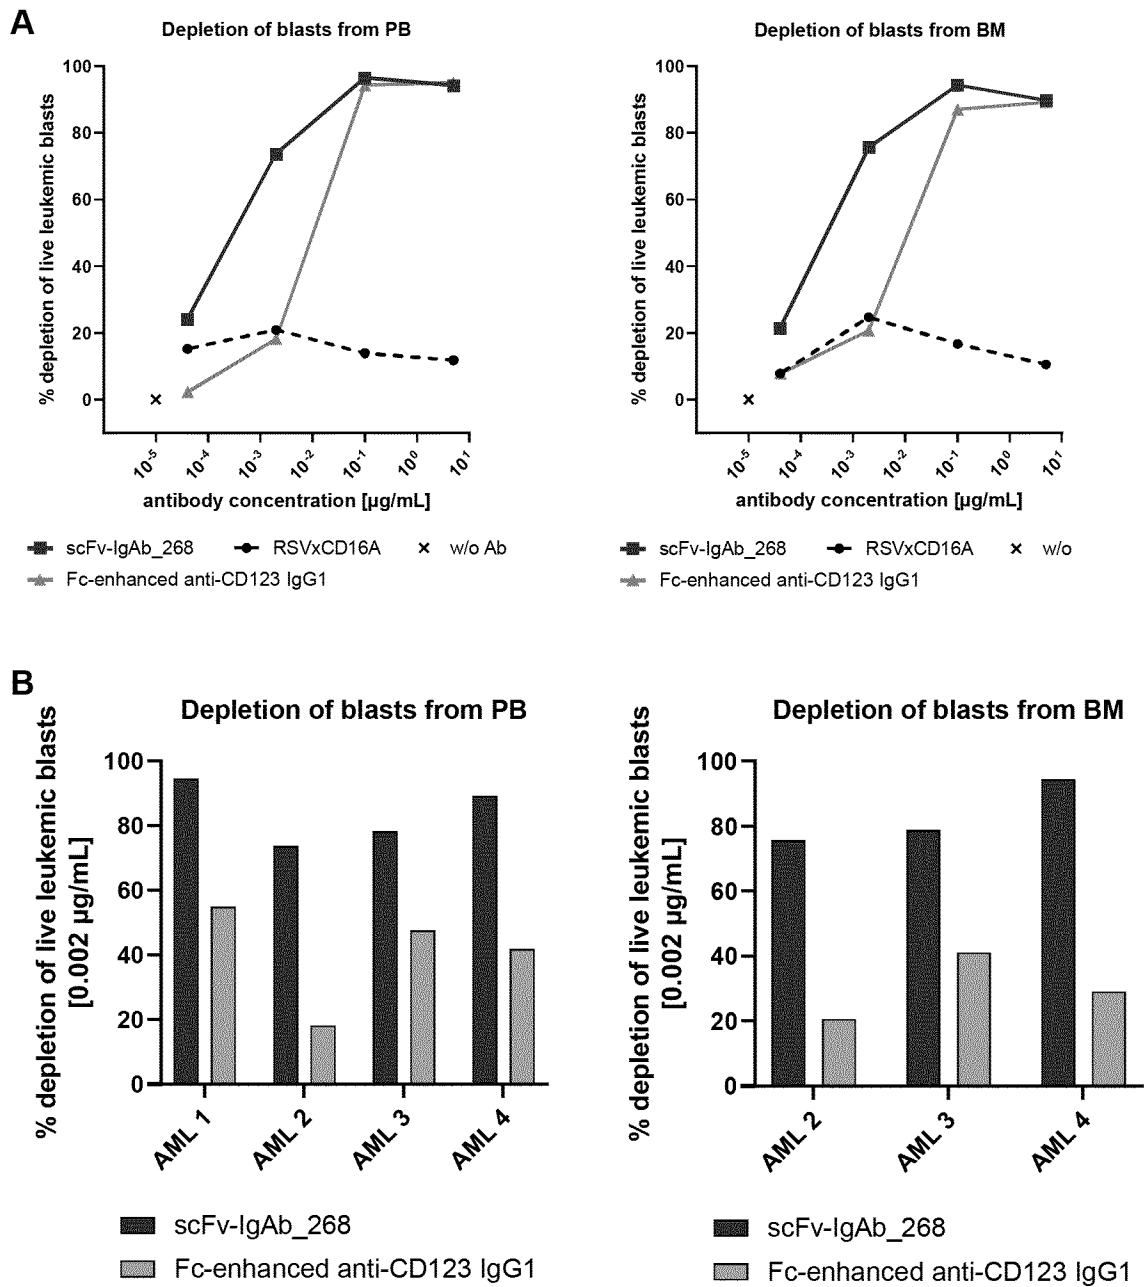 A
Depletion of blasts from PB
% depletion of live leukemic blasts
100
80
60
40
20
0
10⁻⁵ 10⁻⁴ 10⁻³ 10⁻² 10⁻¹ 10⁰ 10¹
antibody concentration [µg/mL]
scFv-IgAb_268 RSVxCD16A w/o Ab
Fc-enhanced anti-CD123 IgG1
Depletion of blasts from BM
% depletion of live leukemic blasts
100
80
60
40
20
0
10⁻⁵ 10⁻⁴ 10⁻³ 10⁻² 10⁻¹ 10⁰ 10¹
antibody concentration [µg/mL]
scFv-IgAb_268 RSVxCD16A w/o
Fc-enhanced anti-CD123 IgG1
B
Depletion of blasts from PB
% depletion of live leukemic blasts
[0.002 µg/mL]
100
80
60
40
20
0
AML 1 AML 2 AML 3 AML 4
scFv-IgAb_268
Fc-enhanced anti-CD123 IgG1
Depletion of blasts from BM
% depletion of live leukemic blasts
[0.002 µg/mL]
100
80
60
40
20
0
AML 2 AML 3 AML 4
scFv-IgAb_268
Fc-enhanced anti-CD123 IgG1